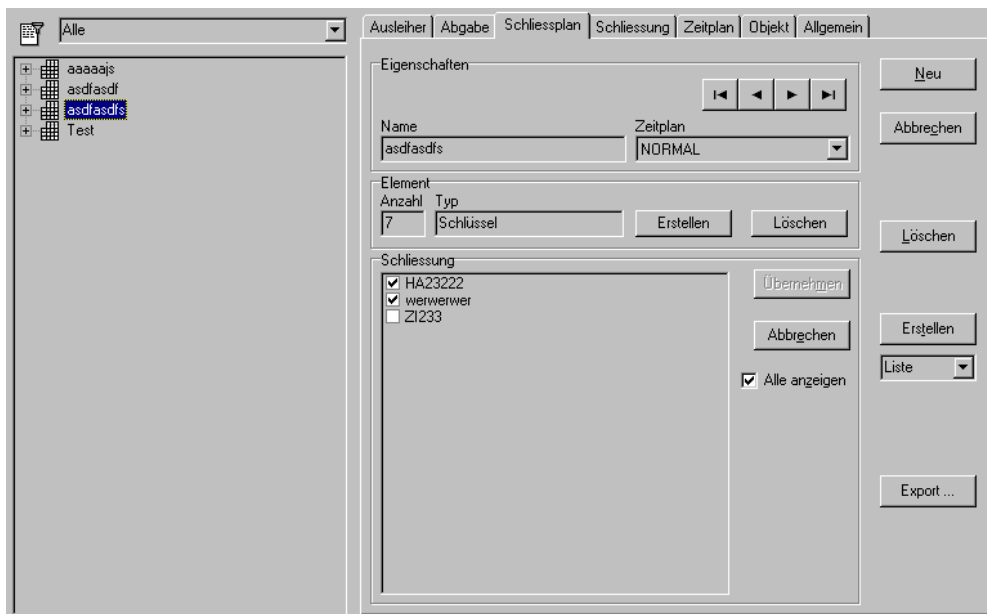 Alle
aaaaajs
asdfasdf
asdfasdfs
Test
Ausleiher Abgabe Schliessplan Schliessung Zeitplan Objekt Allgemein
Eigenschaften
Name Zeitplan
asdfasdfs NORMAL
Element
Anzahl Typ
7 Schlüssel Erstellen Löschen
Schliessung
HA23222
werwerwer
ZI233
Übernehmen
Abbrechen
Alle anzeigen
Neu
Abbrechen
Löschen
Erstellen
Liste
Export ...